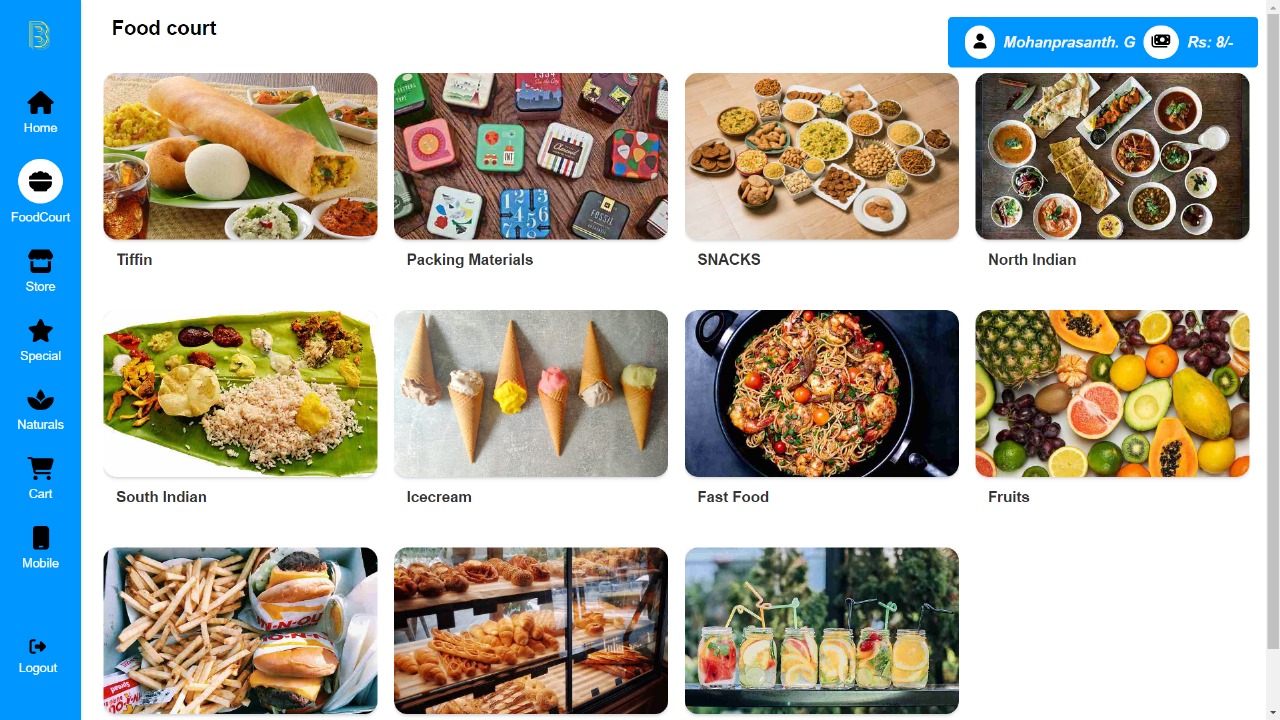 B
Food court
Mohanprasanth. G
Rs: 8/-
Home
FoodCourt
Store
Special
Naturals
Cart
Mobile
Logout
Tiffin
Packing Materials
SNACKS
North Indian
South Indian
Icecream
Fast Food
Fruits
FOSSIL